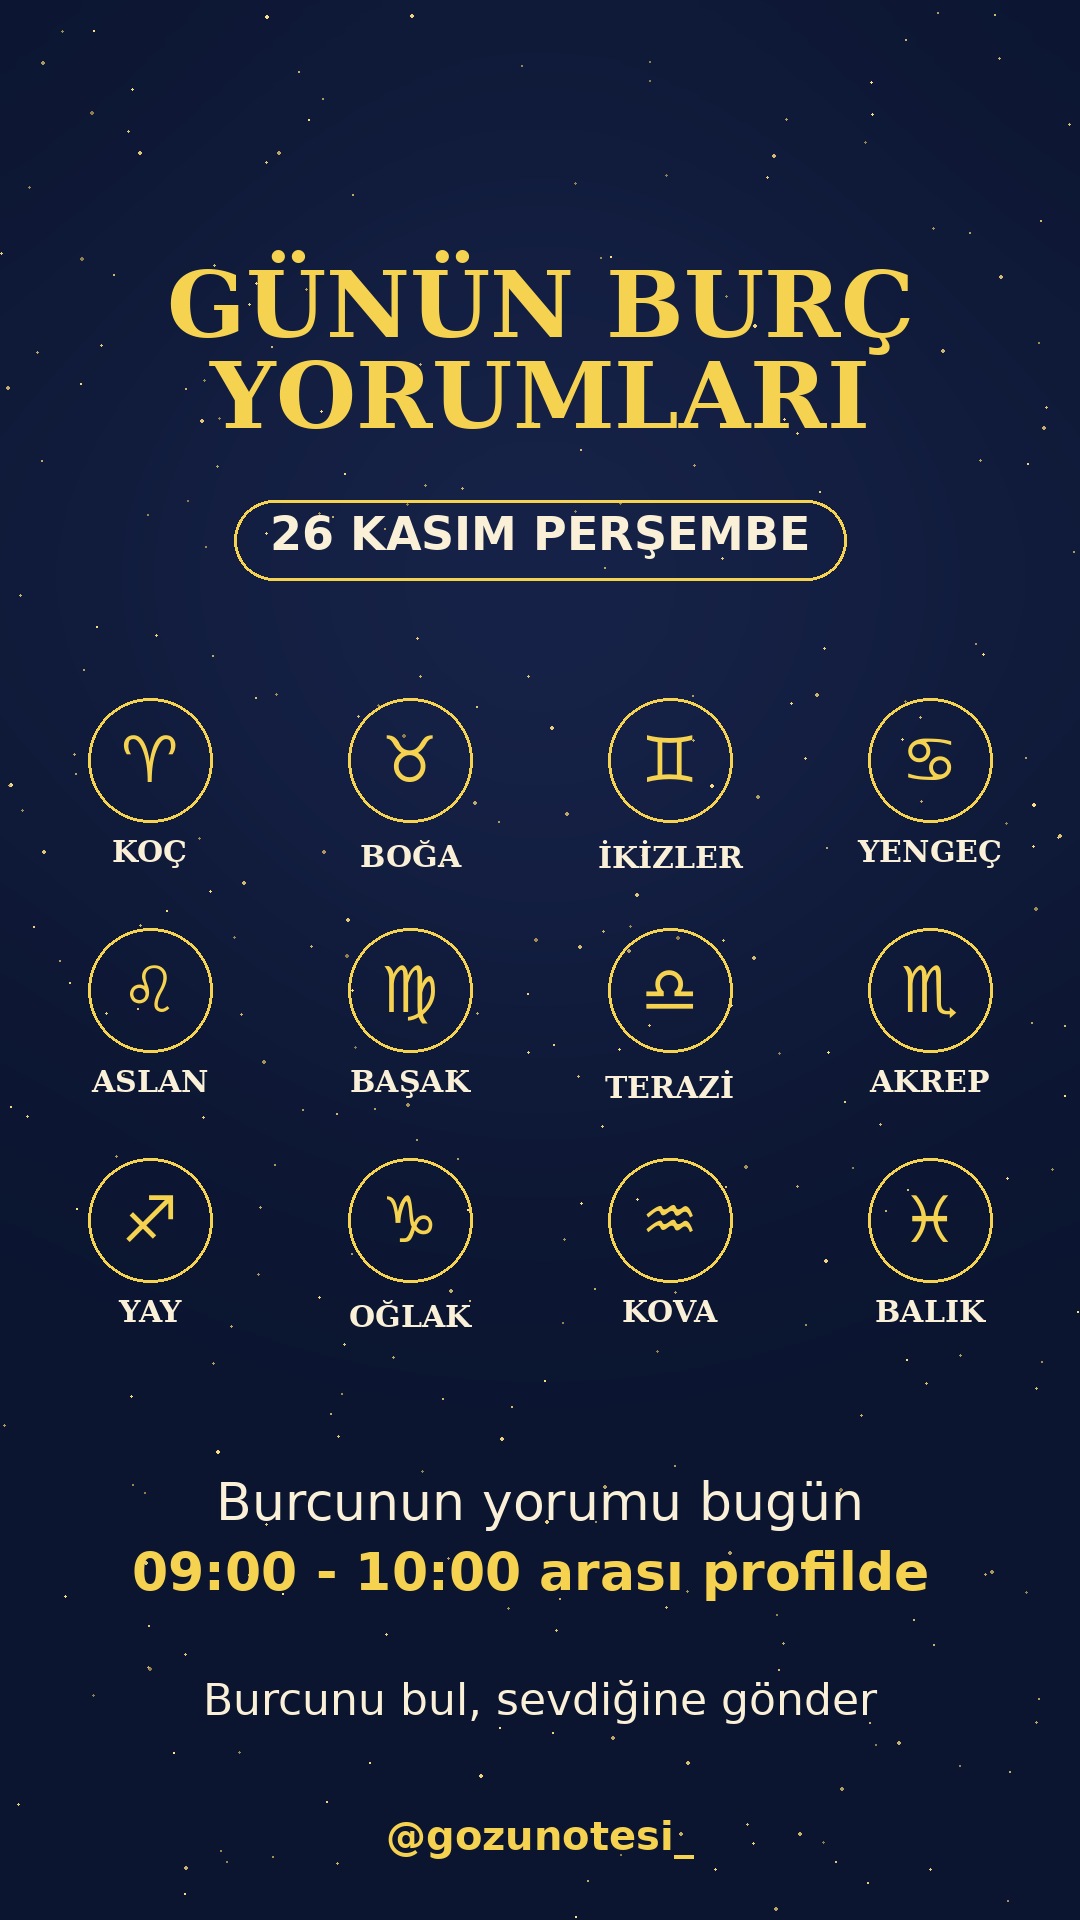 GÜNÜN BURÇ
YORUMLARI
26 KASIM PERŞEMBE
♈ ♉ ♊ ♋
KOÇ BOĞA İKİZLER YENGEÇ
♌ ♍ ♎ ♏
ASLAN BAŞAK TERAZİ AKREP
♐ ♑ ♒ ♓
YAY OĞLAK KOVA BALIK
Burcunun yorumu bugün
09:00 - 10:00 arası profilde
Burcunu bul, sevdiğine gönder
@gozunotesi_